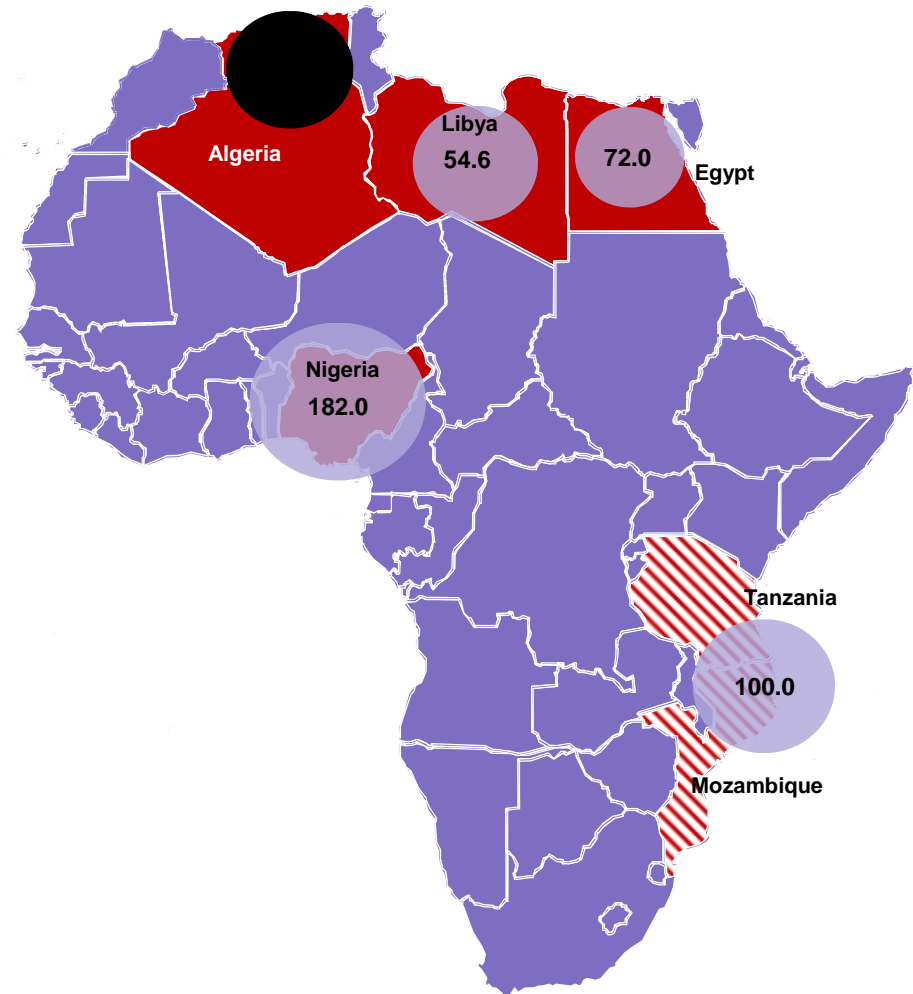 Libya
54.6
72.0
Algeria
Egypt
Nigeria
182.0
Tanzania
100.0
Mozambique